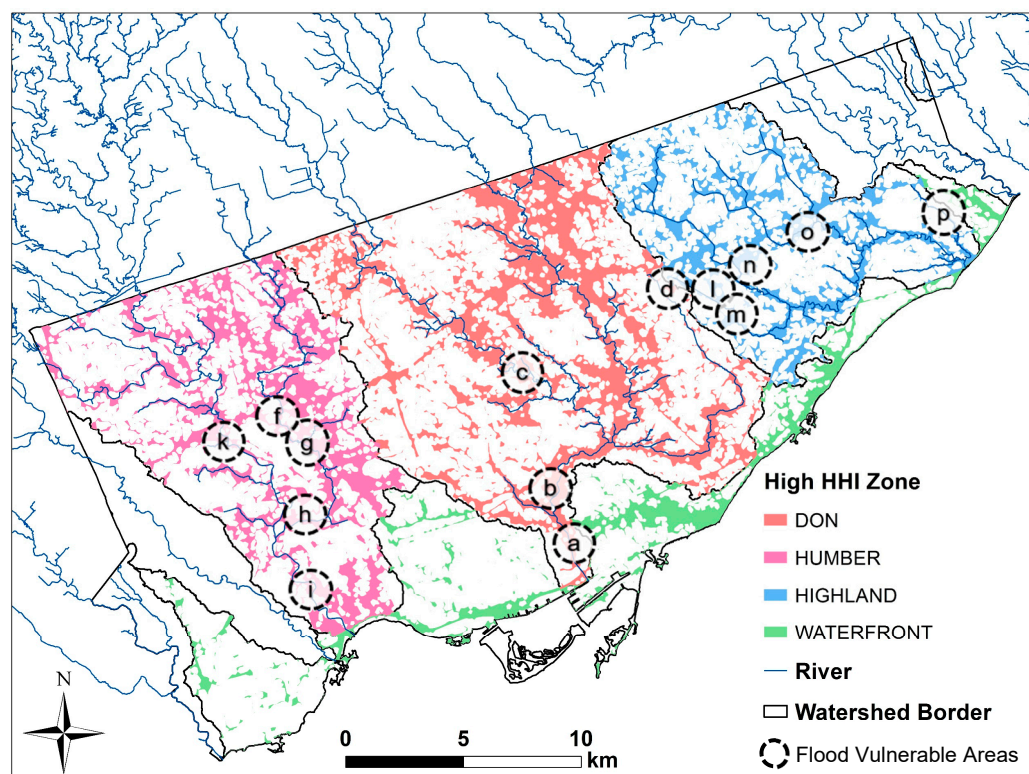 p
o
n
d
l
m
c
f
g
k
b
h
a
i
High HHI Zone
DON
HUMBER
HIGHLAND
WATERFRONT
River
Watershed Border
Flood Vulnerable Areas
N
0 5 10
km